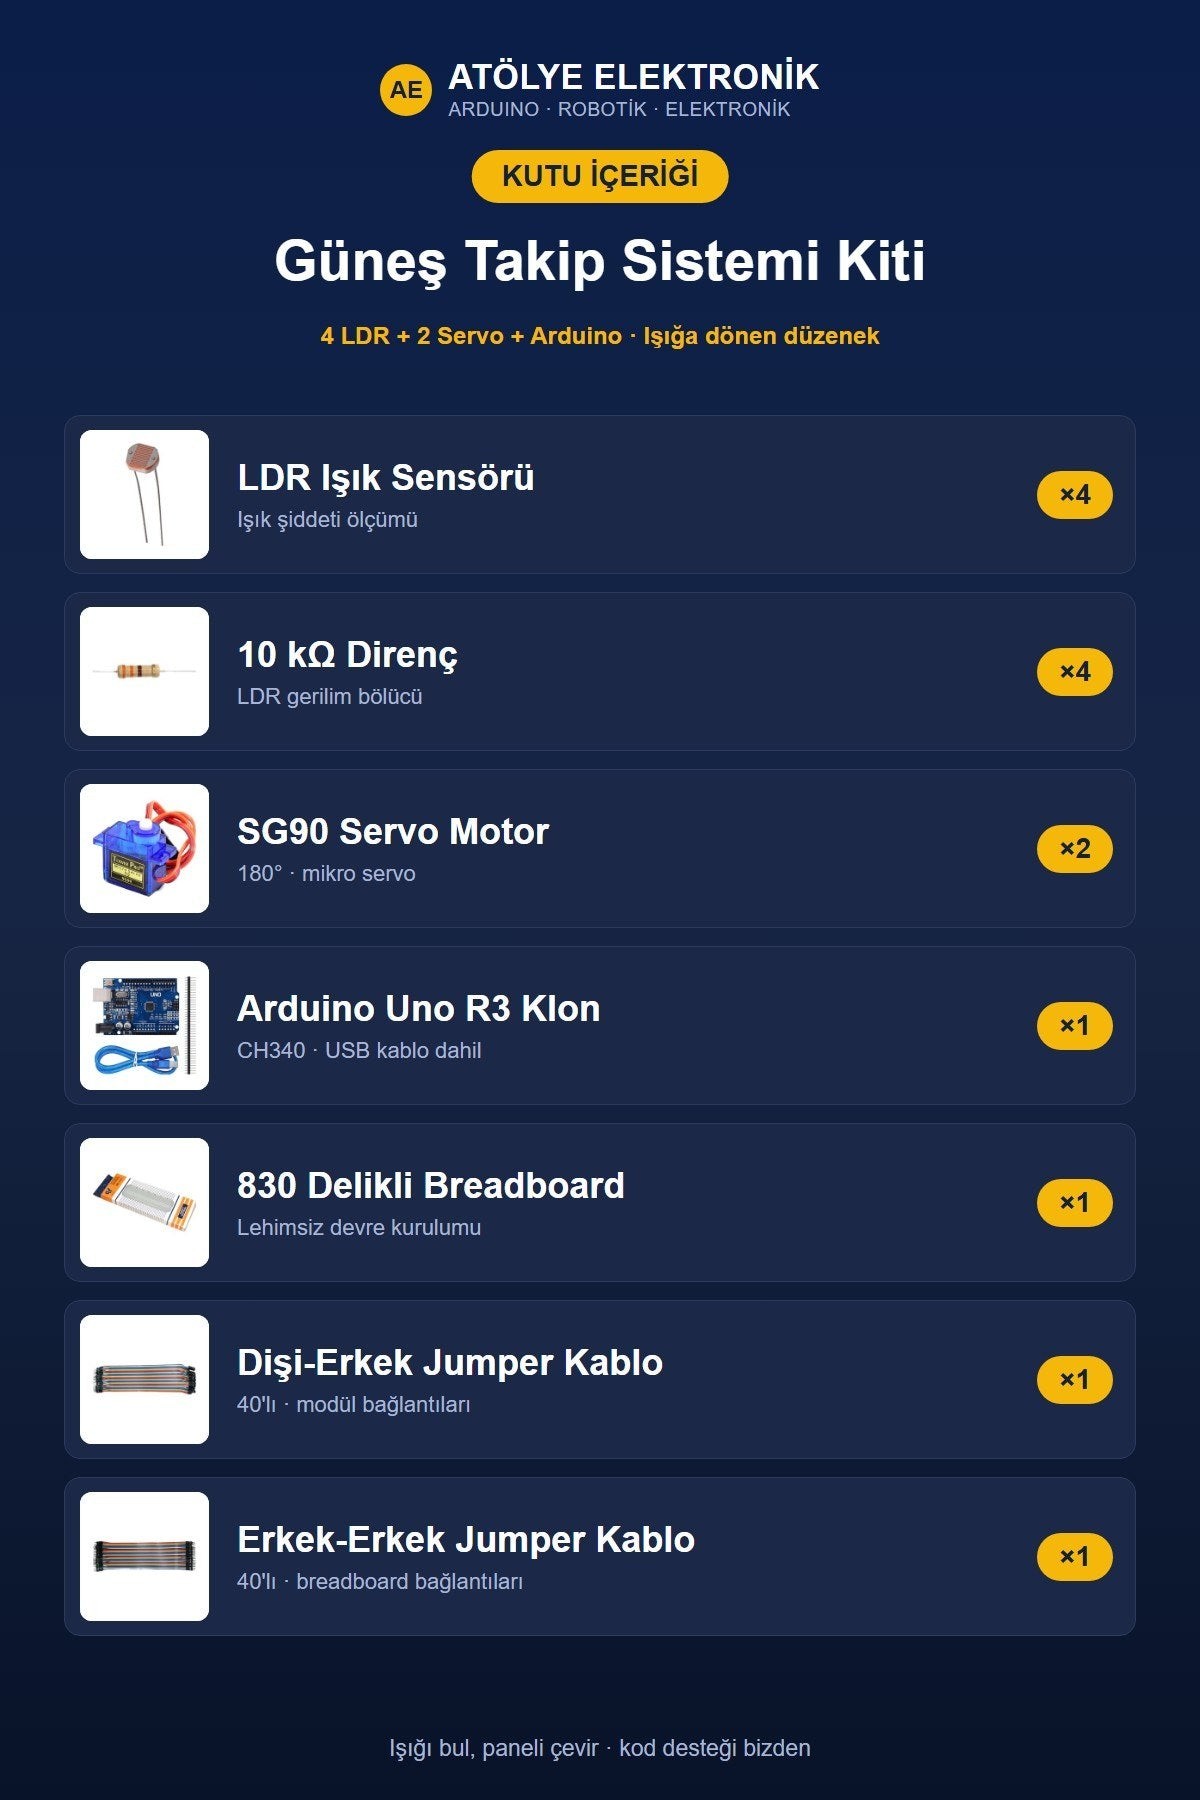 AE
ATÖLYE ELEKTRONİK
ARDUINO · ROBOTİK · ELEKTRONİK
KUTU İÇERİĞİ
Güneş Takip Sistemi Kiti
4 LDR + 2 Servo + Arduino · Işığa dönen düzenek
LDR Işık Sensörü
Işık şiddeti ölçümü
×4
10 kΩ Direnç
LDR gerilim bölücü
×4
SG90 Servo Motor
180° · mikro servo
×2
UNO
Arduino Uno R3 Klon
CH340 · USB kablo dahil
×1
830 Delikli Breadboard
Lehimsiz devre kurulumu
×1
Dişi-Erkek Jumper Kablo
40'lı · modül bağlantıları
×1
Erkek-Erkek Jumper Kablo
40'lı · breadboard bağlantıları
×1
Işığı bul, paneli çevir · kod desteği bizden